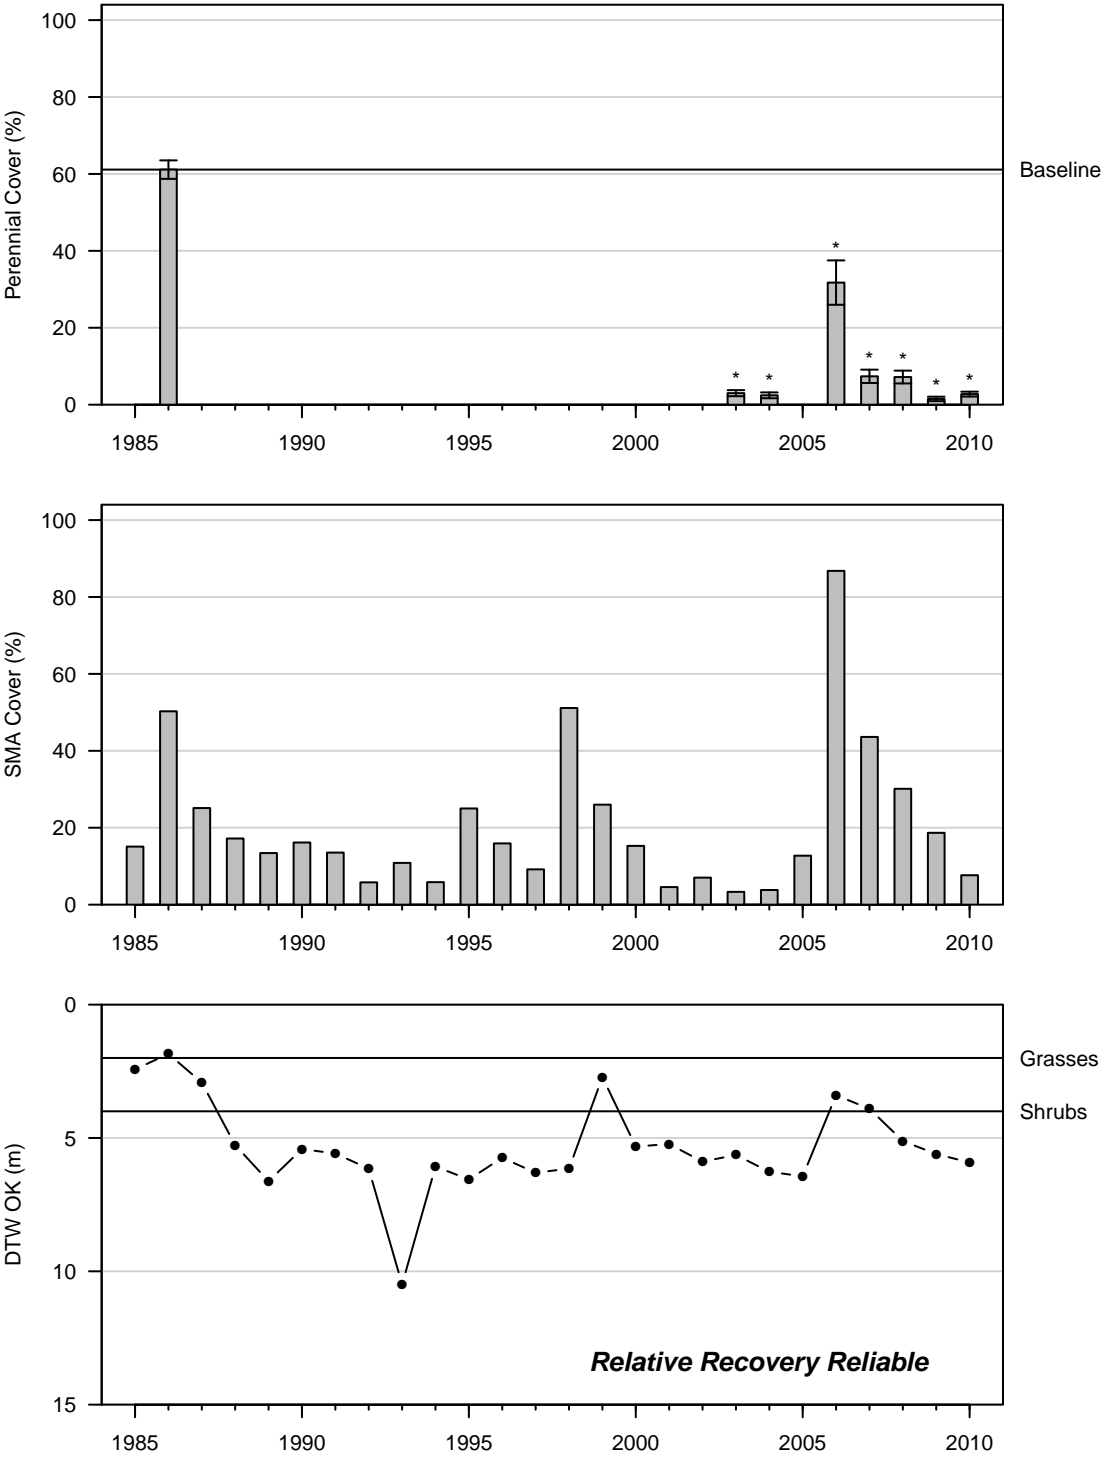 100
80
60
40
20
0
Perennial Cover (%)
Baseline
* * * * * * *
1985 1990 1995 2000 2005 2010
100
80
60
40
20
0
SMA Cover (%)
1985 1990 1995 2000 2005 2010
0
5
10
15
DTW OK (m)
Grasses
Shrubs
Relative Recovery Reliable
1985 1990 1995 2000 2005 2010